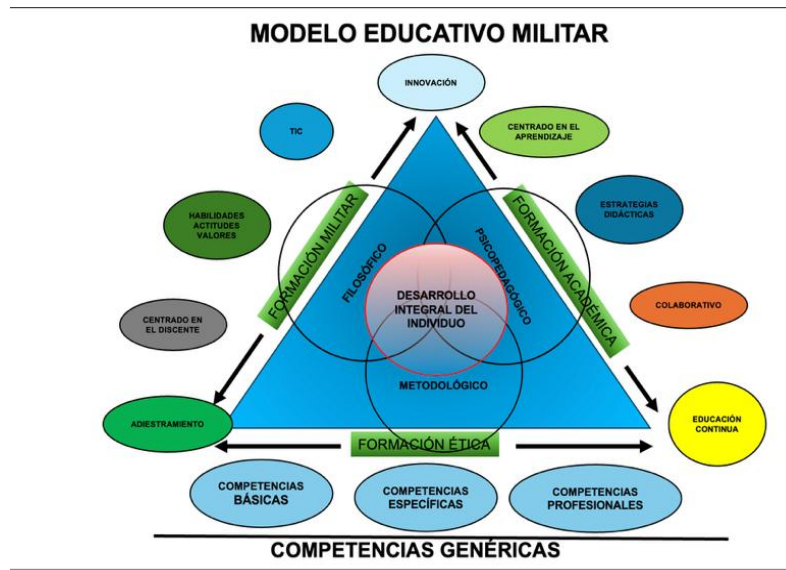 MODELO EDUCATIVO MILITAR
INNOVACIÓN
TIC
CENTRADO EN EL
APRENDIZAJE
HABILIDADES
ACTITUDES
VALORES
ESTRATEGIAS
DIDÁCTICAS
FORMACIÓN MILITAR
FILOSÓFICO
PSICOPEDAGÓGICO
FORMACIÓN ACADÉMICA
DESARROLLO
INTEGRAL DEL
INDIVÍDUO
CENTRADO EN
EL DISCENTE
COLABORATIVO
METODOLÓGICO
ADIESTRAMIENTO
EDUCACIÓN
CONTINUA
FORMACIÓN ÉTICA
COMPETENCIAS
BÁSICAS
COMPETENCIAS
ESPECÍFICAS
COMPETENCIAS
PROFESIONALES
COMPETENCIAS GENÉRICAS